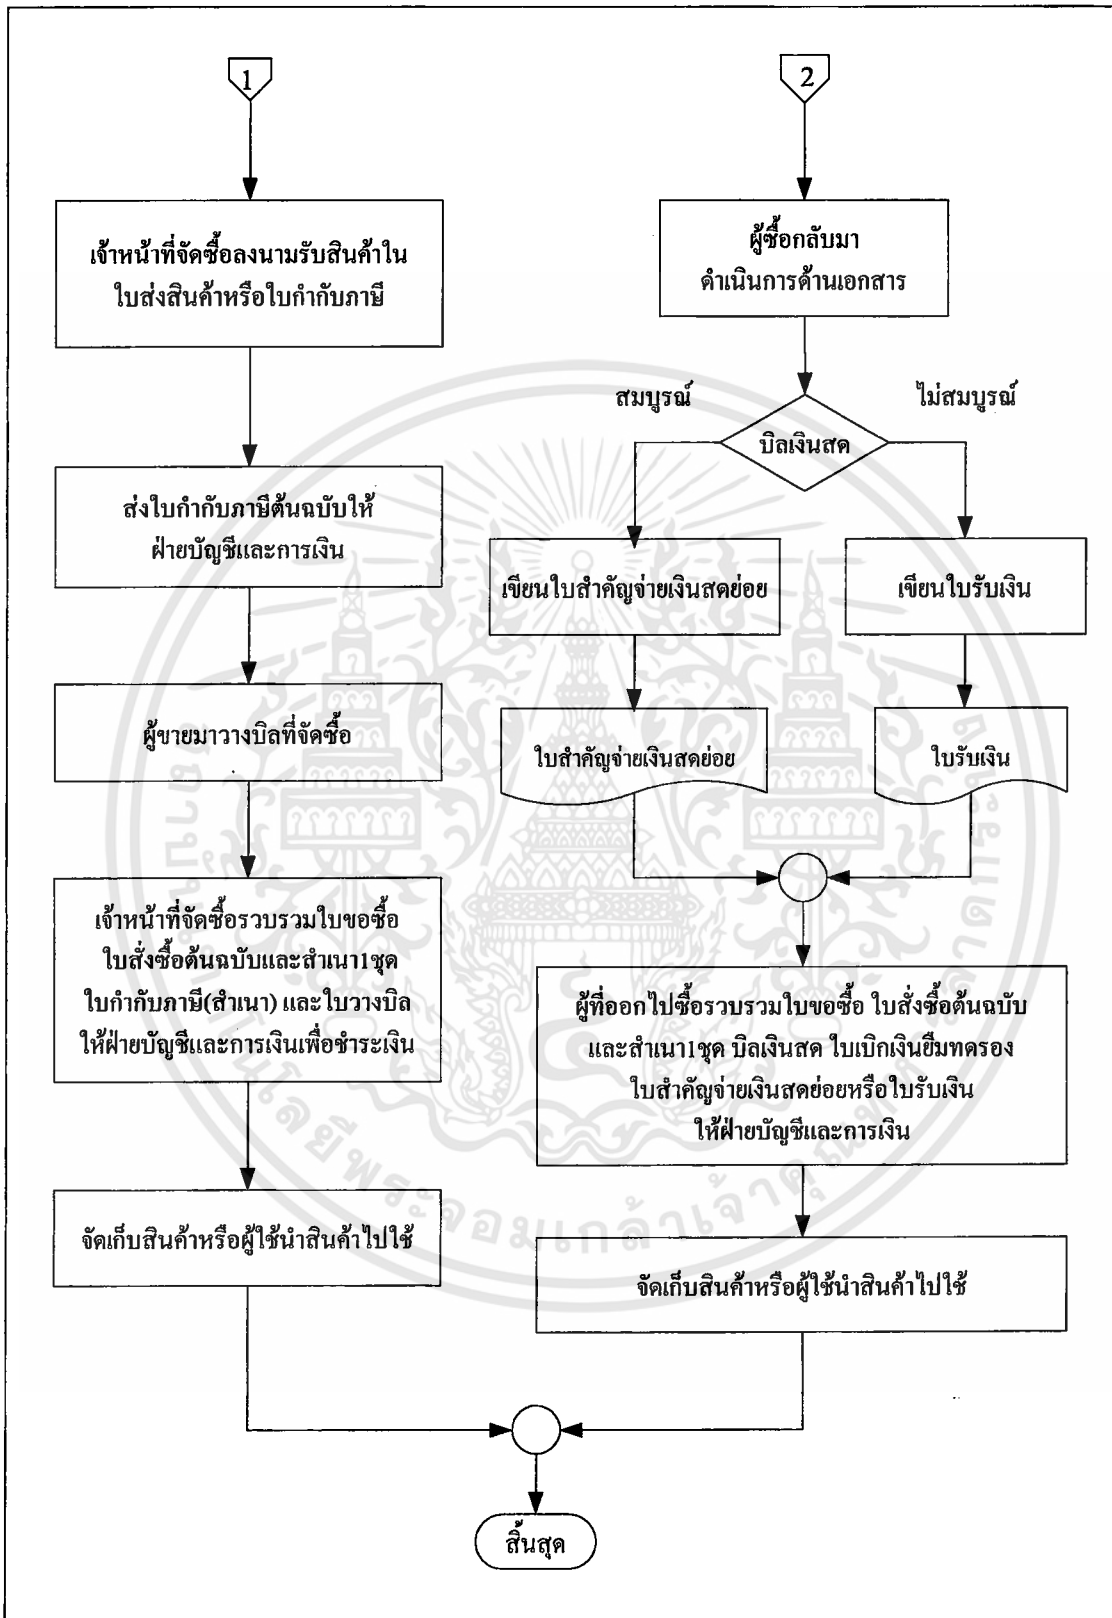 1
เจ้าหน้าที่จัดซื้อลงนามรับสินค้าใน
ใบส่งสินค้าหรือใบกำกับภาษี
ส่งใบกำกับภาษีต้นฉบับให้
ฝ่ายบัญชีและการเงิน
ผู้ขายมาวางบิลที่จัดซื้อ
เจ้าหน้าที่จัดซื้อรวบรวมใบขอซื้อ
ใบสั่งซื้อต้นฉบับและสำเนา1ชุด
ใบกำกับภาษี(สำเนา) และใบวางบิล
ให้ฝ่ายบัญชีและการเงินเพื่อชำระเงิน
จัดเก็บสินค้าหรือผู้ใช้นำสินค้าไปใช้
2
ผู้ซื้อกลับมา
ดำเนินการด้านเอกสาร
สมบูรณ์
ไม่สมบูรณ์
บิลเงินสด
เขียนใบสำคัญจ่ายเงินสดย่อย
เขียนใบรับเงิน
ใบสำคัญจ่ายเงินสดย่อย
ใบรับเงิน
ผู้ที่ออกไปซื้อรวบรวมใบขอซื้อ ใบสั่งซื้อต้นฉบับ
และสำเนา1ชุด บิลเงินสด ใบเบิกเงินยืมทดรอง
ใบสำคัญจ่ายเงินสดย่อยหรือใบรับเงิน
ให้ฝ่ายบัญชีและการเงิน
จัดเก็บสินค้าหรือผู้ใช้นำสินค้าไปใช้
สิ้นสุด